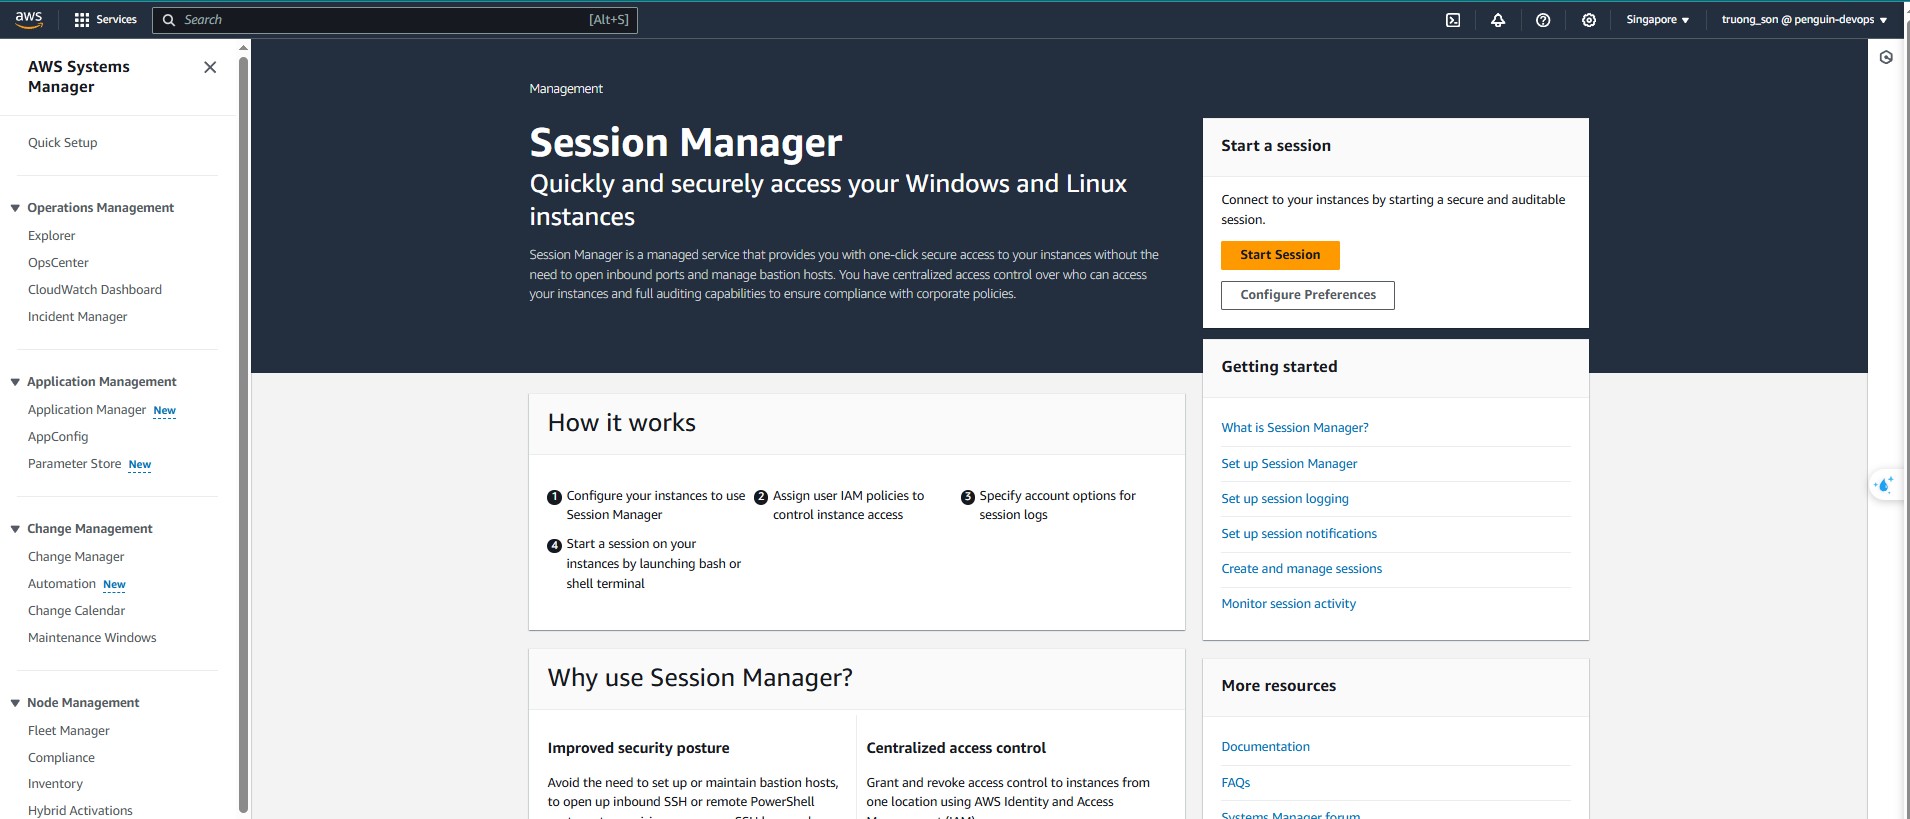 aws
Services
Search
[Alt+S]
Singapore
truong_son @ penguin-devops
AWS Systems
Manager
Quick Setup
Operations Management
Explorer
OpsCenter
CloudWatch Dashboard
Incident Manager
Application Management
Application Manager New
AppConfig
Parameter Store New
Change Management
Change Manager
Automation New
Change Calendar
Maintenance Windows
Node Management
Fleet Manager
Compliance
Inventory
Hybrid Activations
Management
Session Manager
Quickly and securely access your Windows and Linux
instances
Session Manager is a managed service that provides you with one-click secure access to your instances without the
need to open inbound ports and manage bastion hosts. You have centralized access control over who can access
your instances and full auditing capabilities to ensure compliance with corporate policies.
Start a session
Connect to your instances by starting a secure and auditable
session.
Start Session
Configure Preferences
How it works
1 Configure your instances to use
Session Manager
2 Assign user IAM policies to
control instance access
3 Specify account options for
session logs
4 Start a session on your
instances by launching bash or
shell terminal
Getting started
What is Session Manager?
Set up Session Manager
Set up session logging
Set up session notifications
Create and manage sessions
Monitor session activity
Why use Session Manager?
Improved security posture
Avoid the need to set up or maintain bastion hosts,
to open up inbound SSH or remote PowerShell
Centralized access control
Grant and revoke access control to instances from
one location using AWS Identity and Access
More resources
Documentation
FAQs
Systems Manager forum